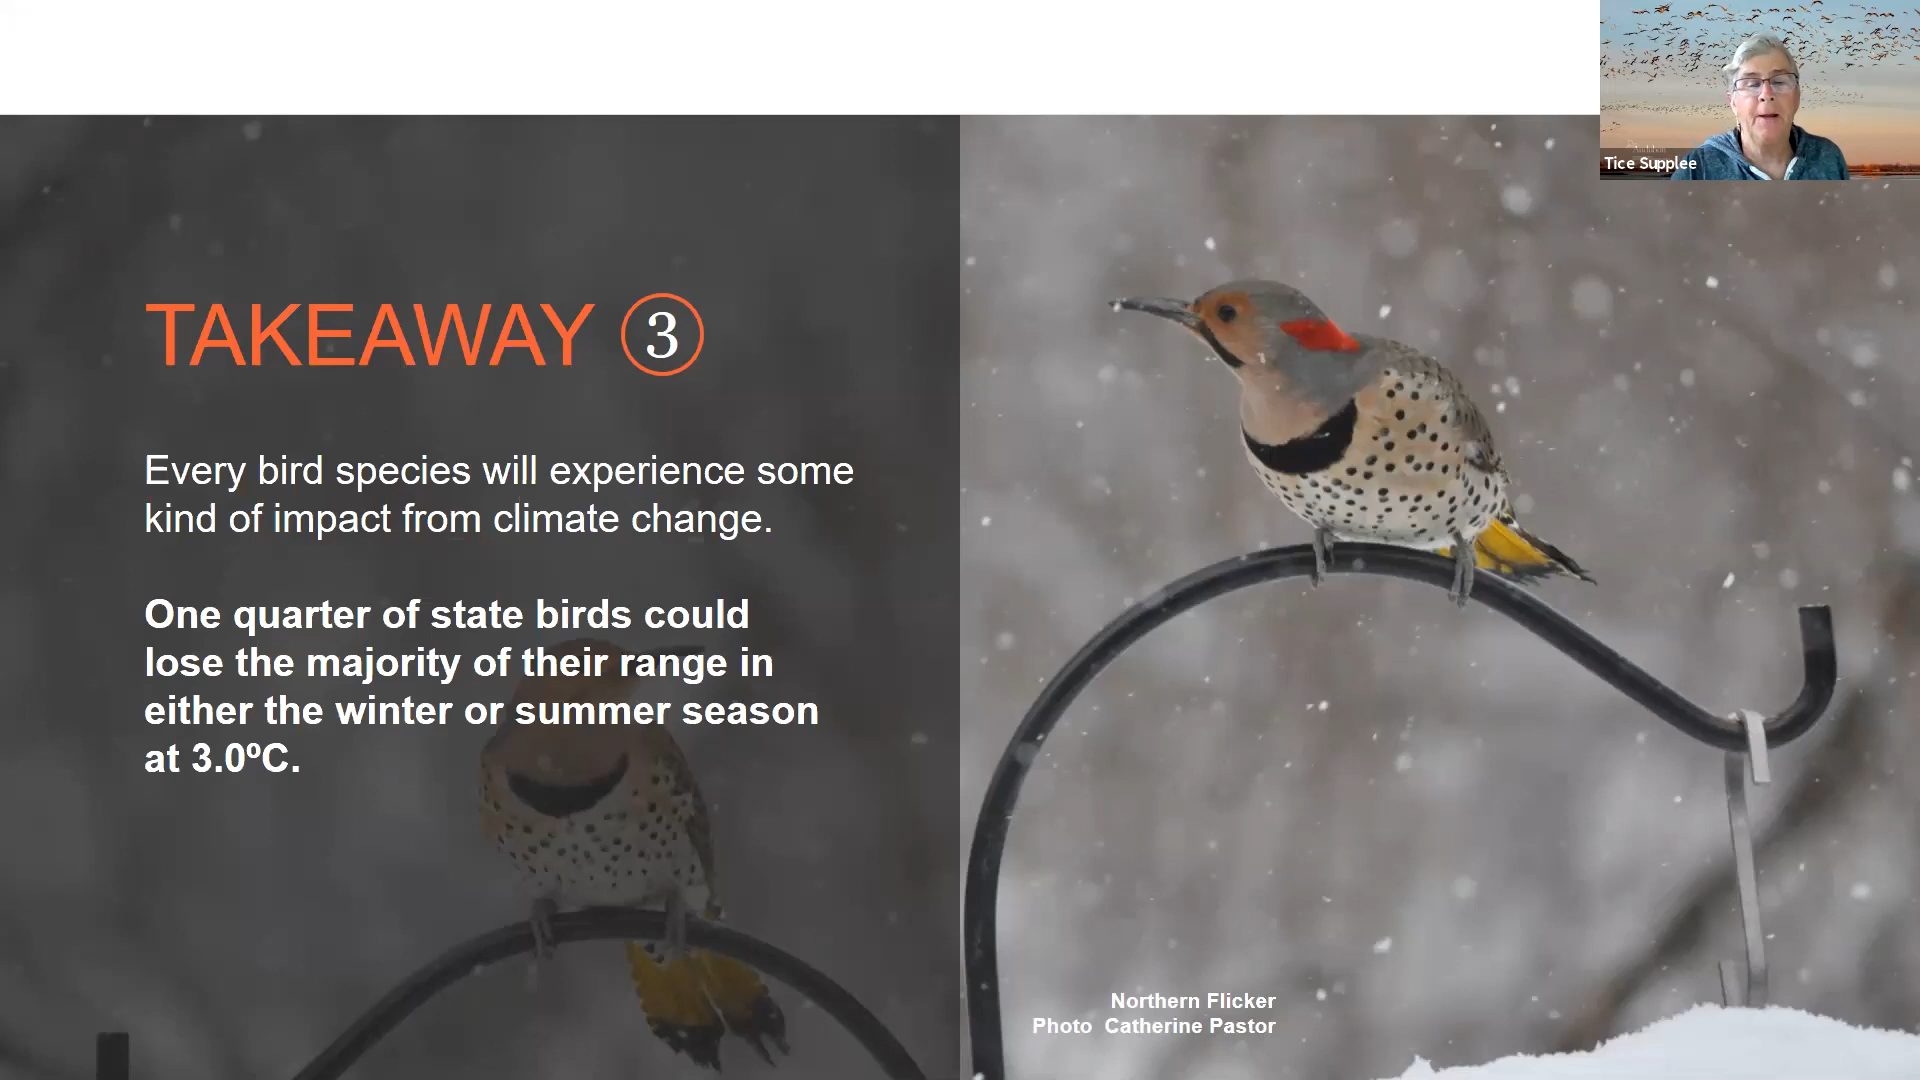 Tice Supplee
TAKEAWAY 3
Every bird species will experience some
kind of impact from climate change.
One quarter of state birds could
lose the majority of their range in
either the winter or summer season
at 3.0ºC.
Northern Flicker
Photo Catherine Pastor